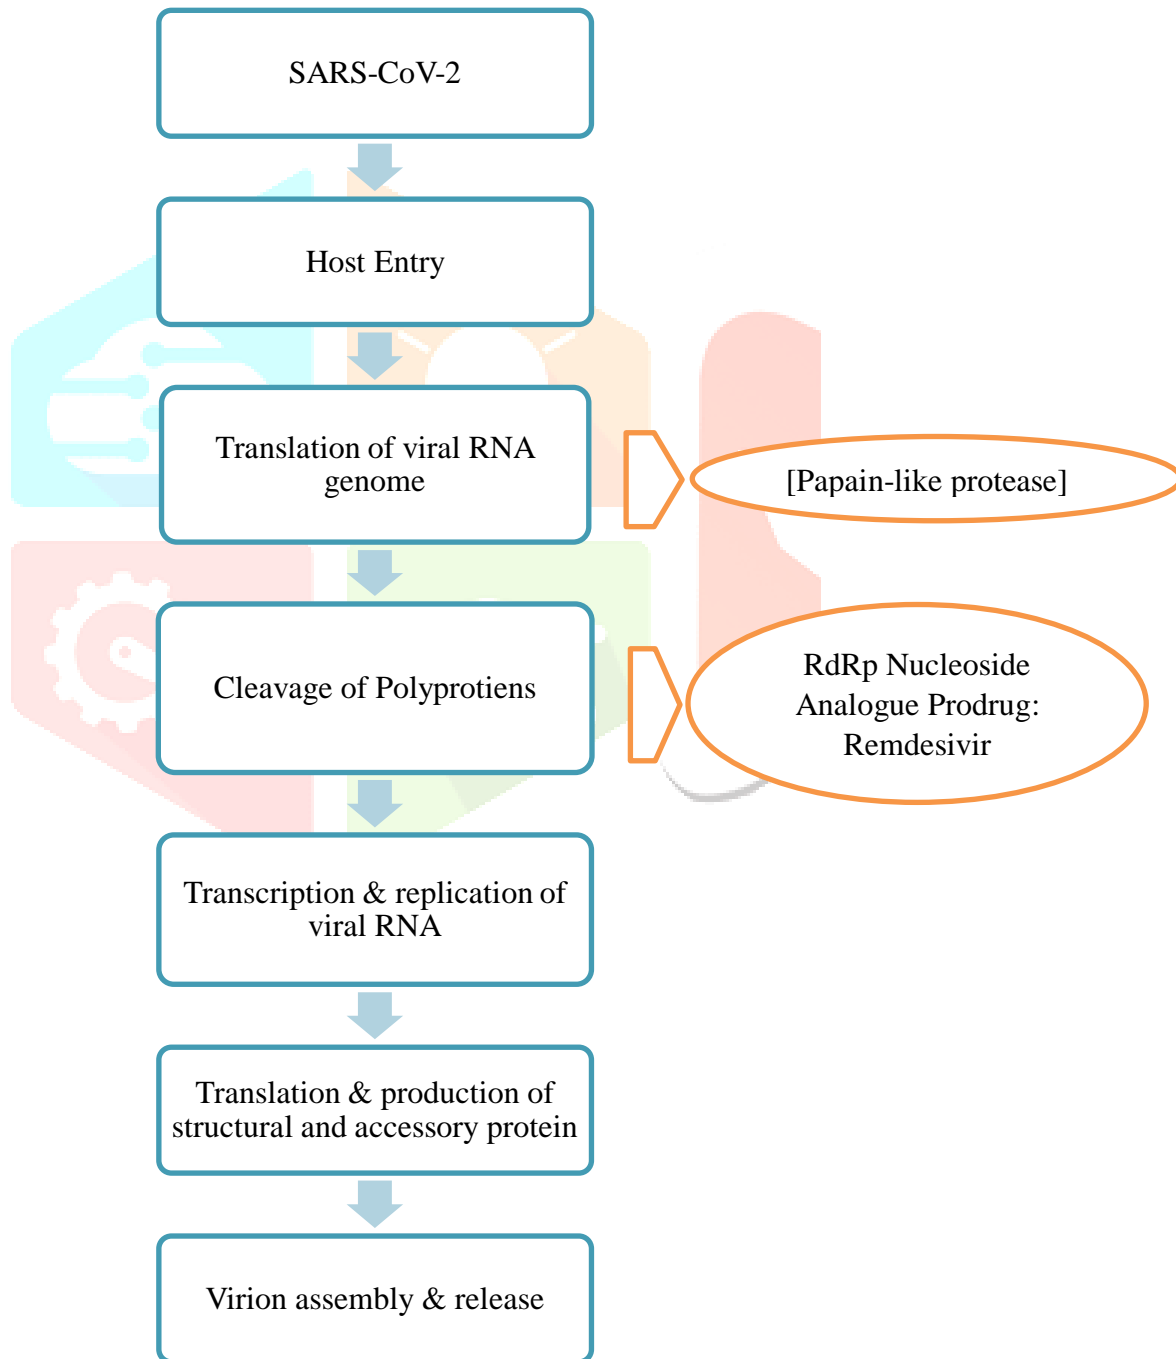 SARS-CoV-2
Host Entry
Translation of viral RNA
genome
[Papain-like protease]
Cleavage of Polyprotiens
RdRp Nucleoside
Analogue Prodrug:
Remdesivir
Transcription & replication of
viral RNA
Translation & production of
structural and accessory protein
Virion assembly & release